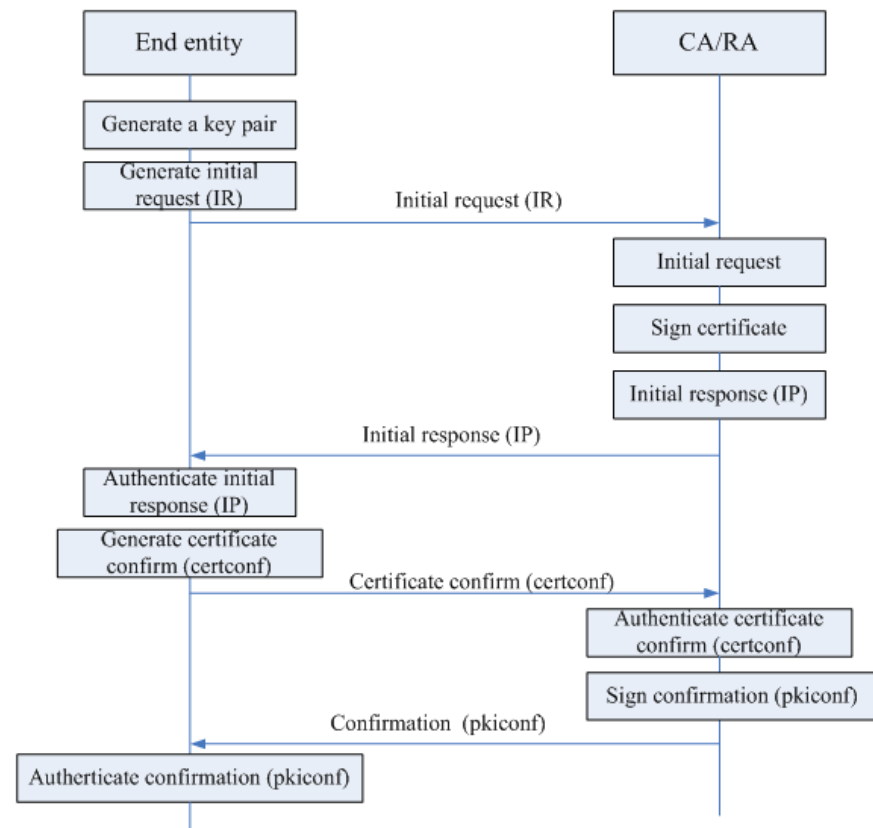 End entity
CA/RA
Generate a key pair
Generate initial
request (IR)
Initial request (IR)
Initial request
Sign certificate
Initial response (IP)
Initial response (IP)
Authenticate initial
response (IP)
Generate certificate
confirm (certconf)
Certificate confirm (certconf)
Authenticate certificate
confirm (certconf)
Sign confirmation (pkiconf)
Confirmation (pkiconf)
Autherticate confirmation (pkiconf)